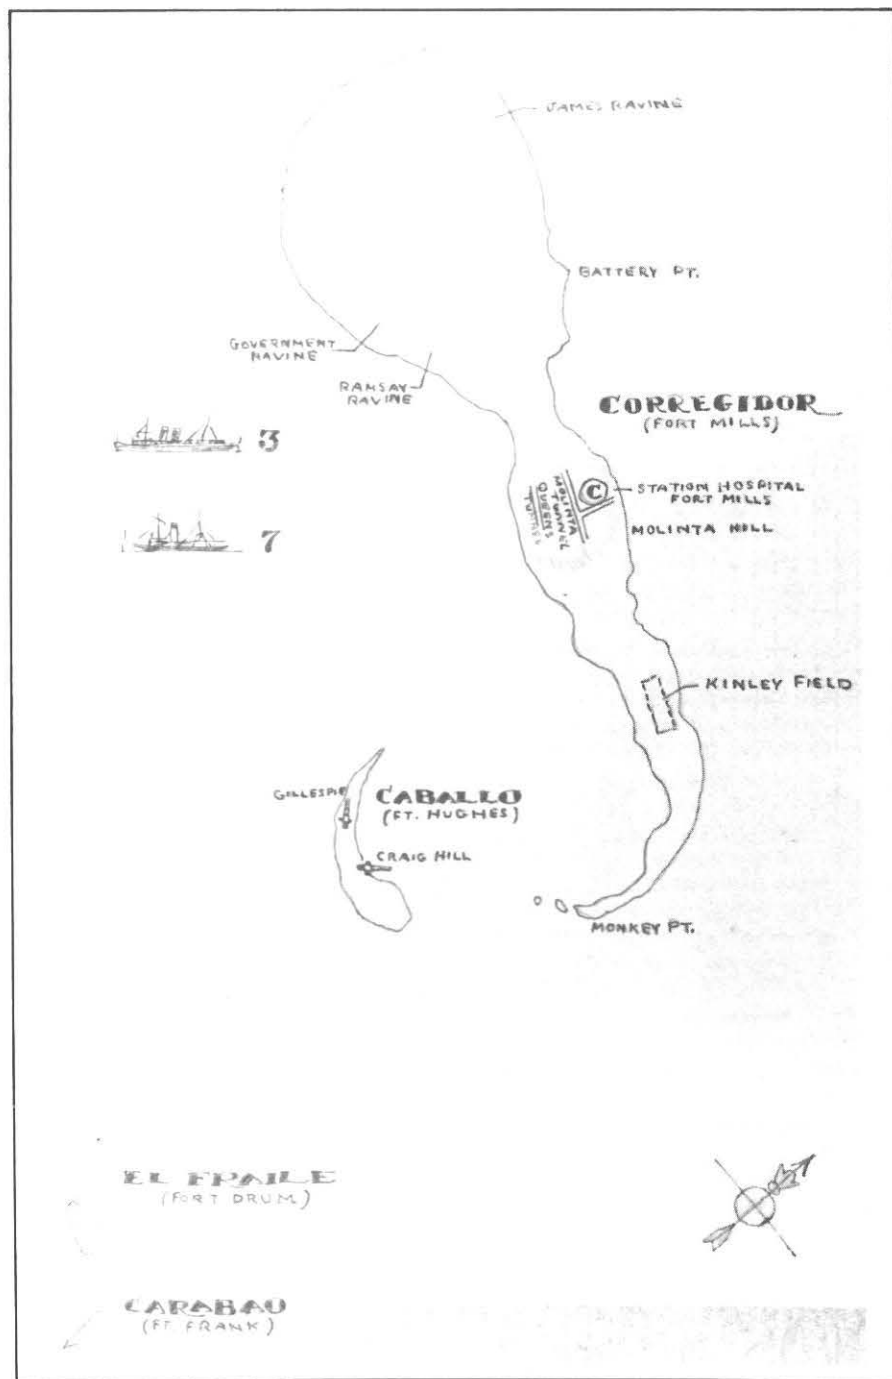 JAMES RAVINE
BATTERY PT.
GOVERNMENT
RAVINE
RAMSAY
RAVINE
CORREGIDOR
(FORT MILLS)
3
C
STATION HOSPITAL
FORT MILLS
MOLINTA
TUNNEL
QUEENS
TUNNEL
MOLINTA HILL
7
KINLEY FIELD
GILLESPIE
CABALLO
(FT. HUGHES)
CRAIG HILL
MONKEY PT.
EL FRAILE
(FORT DRUM)
CARABAO
(FT. FRANK)